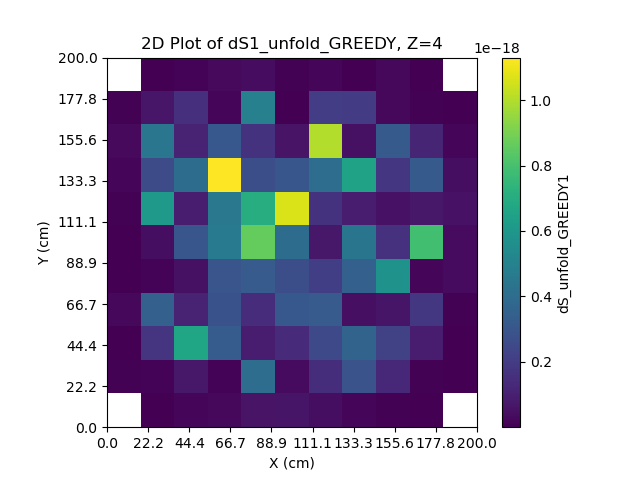 2D Plot of dS1_unfold_GREEDY, Z=4
1e−18
200.0
177.8
155.6
133.3
111.1
88.9
66.7
44.4
22.2
0.0
Y (cm)
0.0 22.2 44.4 66.7 88.9 111.1 133.3 155.6 177.8 200.0
X (cm)
1.0
0.8
0.6
0.4
0.2
dS_unfold_GREEDY1